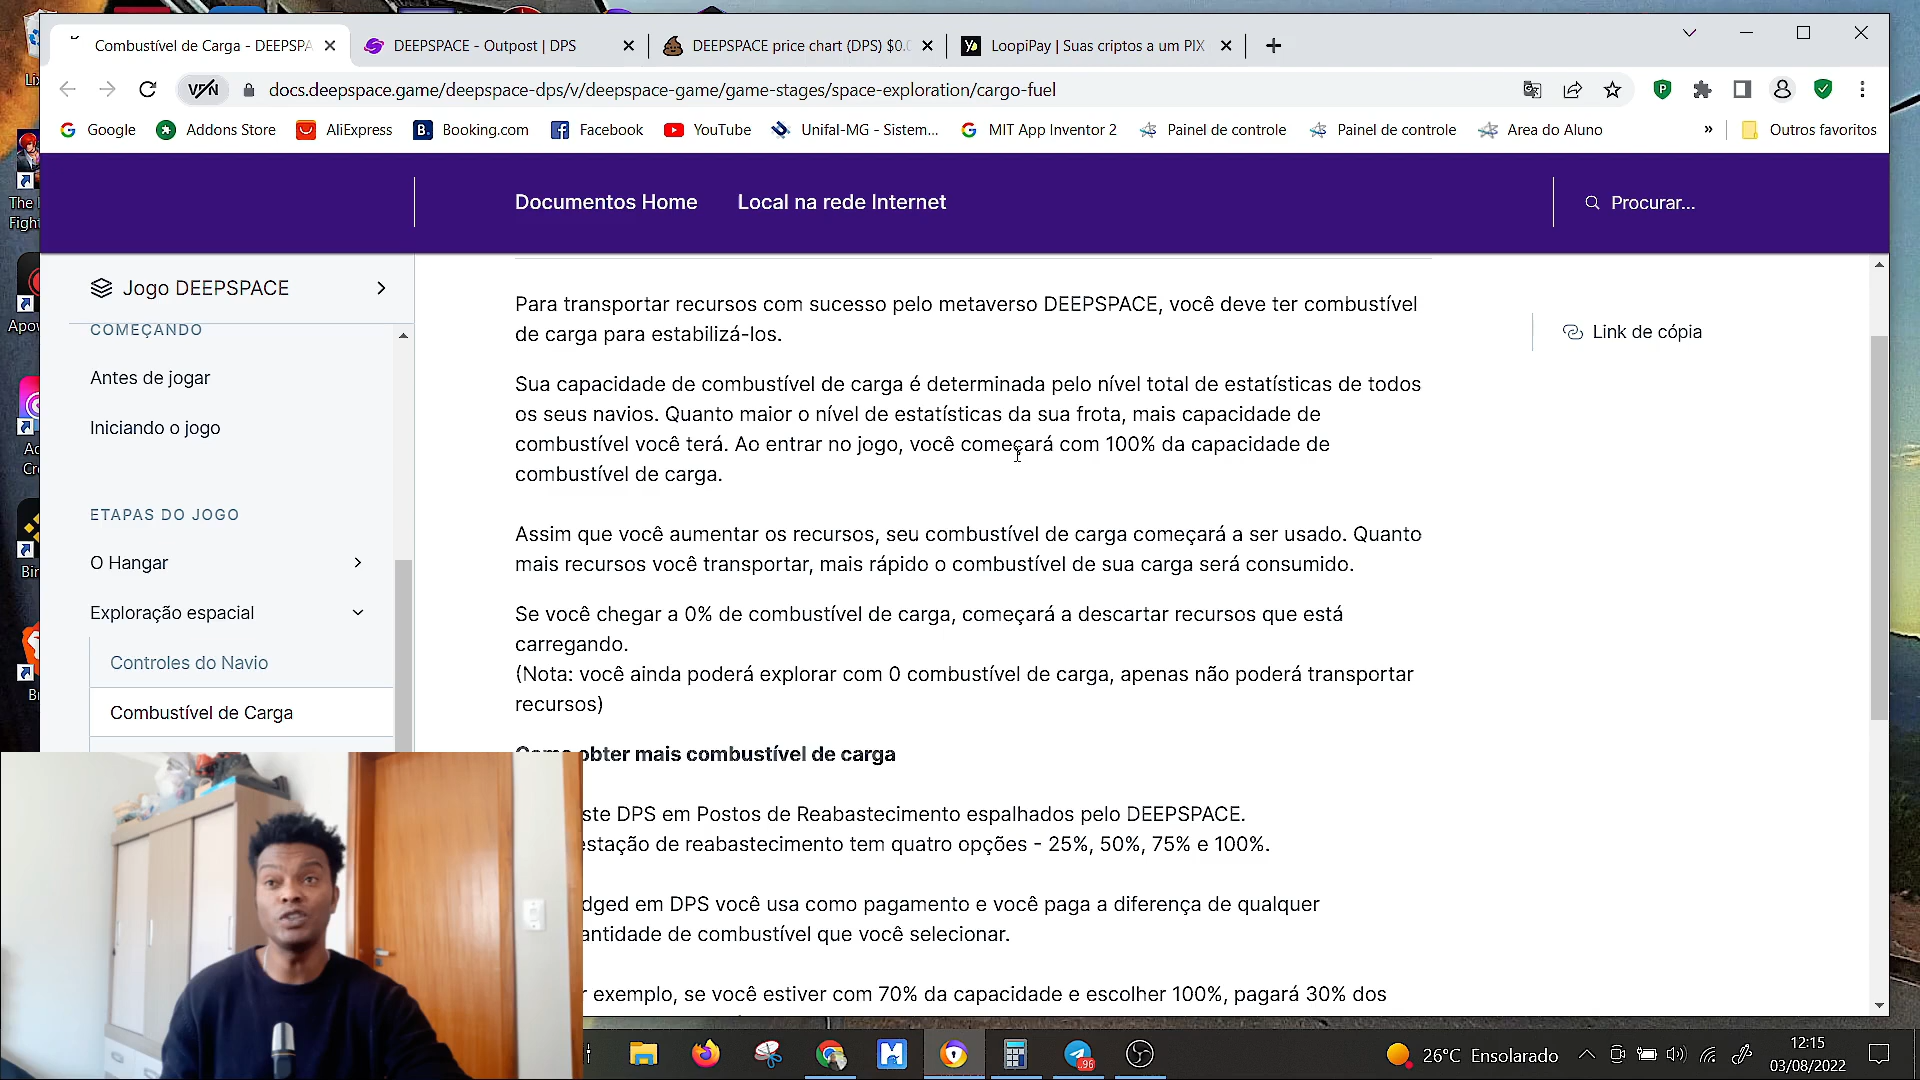 Combustível de Carga - DEEPSPA
DEEPSPACE - Outpost | DPS
DEEPSPACE price chart (DPS) $0.
LoopiPay | Suas criptos a um PIX
VPN
docs.deepspace.game/deepspace-dps/v/deepspace-game/game-stages/space-exploration/cargo-fuel
Google
Addons Store
AliExpress
Booking.com
Facebook
YouTube
Unifal-MG - Sistem...
MIT App Inventor 2
Painel de controle
Painel de controle
Area do Aluno
»
Outros favoritos
Documentos Home
Local na rede Internet
Procurar...
Jogo DEEPSPACE
COMEÇANDO
Antes de jogar
Iniciando o jogo
ETAPAS DO JOGO
O Hangar
Exploração espacial
Controles do Navio
Combustível de Carga
Para transportar recursos com sucesso pelo metaverso DEEPSPACE, você deve ter combustível
de carga para estabilizá-los.
Sua capacidade de combustível de carga é determinada pelo nível total de estatísticas de todos
os seus navios. Quanto maior o nível de estatísticas da sua frota, mais capacidade de
combustível você terá. Ao entrar no jogo, você começará com 100% da capacidade de
combustível de carga.
Assim que você aumentar os recursos, seu combustível de carga começará a ser usado. Quanto
mais recursos você transportar, mais rápido o combustível de sua carga será consumido.
Se você chegar a 0% de combustível de carga, começará a descartar recursos que está
carregando.
(Nota: você ainda poderá explorar com 0 combustível de carga, apenas não poderá transportar
recursos)
Como obter mais combustível de carga
ste DPS em Postos de Reabastecimento espalhados pelo DEEPSPACE.
estação de reabastecimento tem quatro opções - 25%, 50%, 75% e 100%.
dged em DPS você usa como pagamento e você paga a diferença de qualquer
antidade de combustível que você selecionar.
r exemplo, se você estiver com 70% da capacidade e escolher 100%, pagará 30% dos
Link de cópia
The
Fight
Apow
Ac
Cr
Bin
Br
96
26°C Ensolarado
12:15
03/08/2022